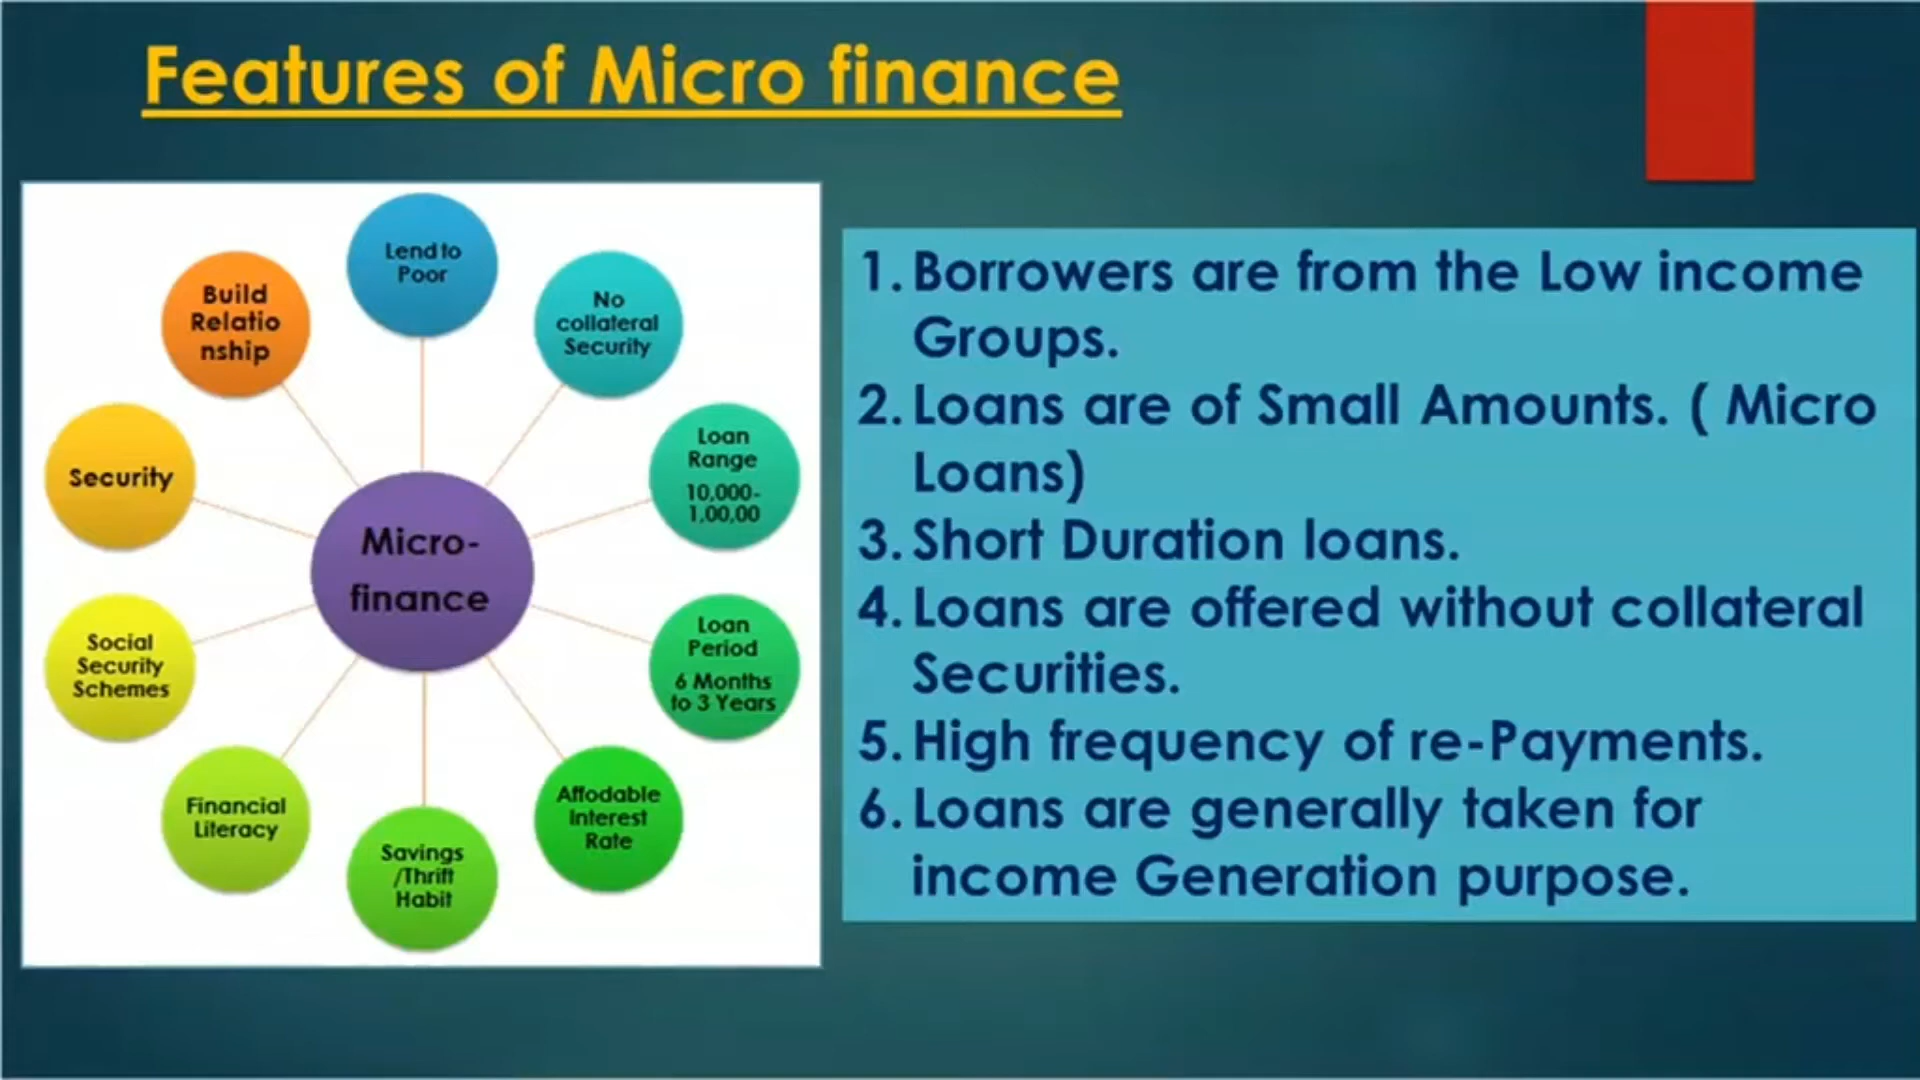 Features of Micro finance
Lend to
Poor
No
collateral
Security
Loan
Range
10,000-
1,00,00
Loan
Period
6 Months
to 3 Years
Affodable
Interest
Rate
Savings
/Thrift
Habit
Financial
Literacy
Social
Security
Schemes
Security
Build
Relatio
nship
Micro-
finance
1. Borrowers are from the Low income
Groups.
2. Loans are of Small Amounts. ( Micro
Loans)
3. Short Duration loans.
4. Loans are offered without collateral
Securities.
5. High frequency of re-Payments.
6. Loans are generally taken for
income Generation purpose.